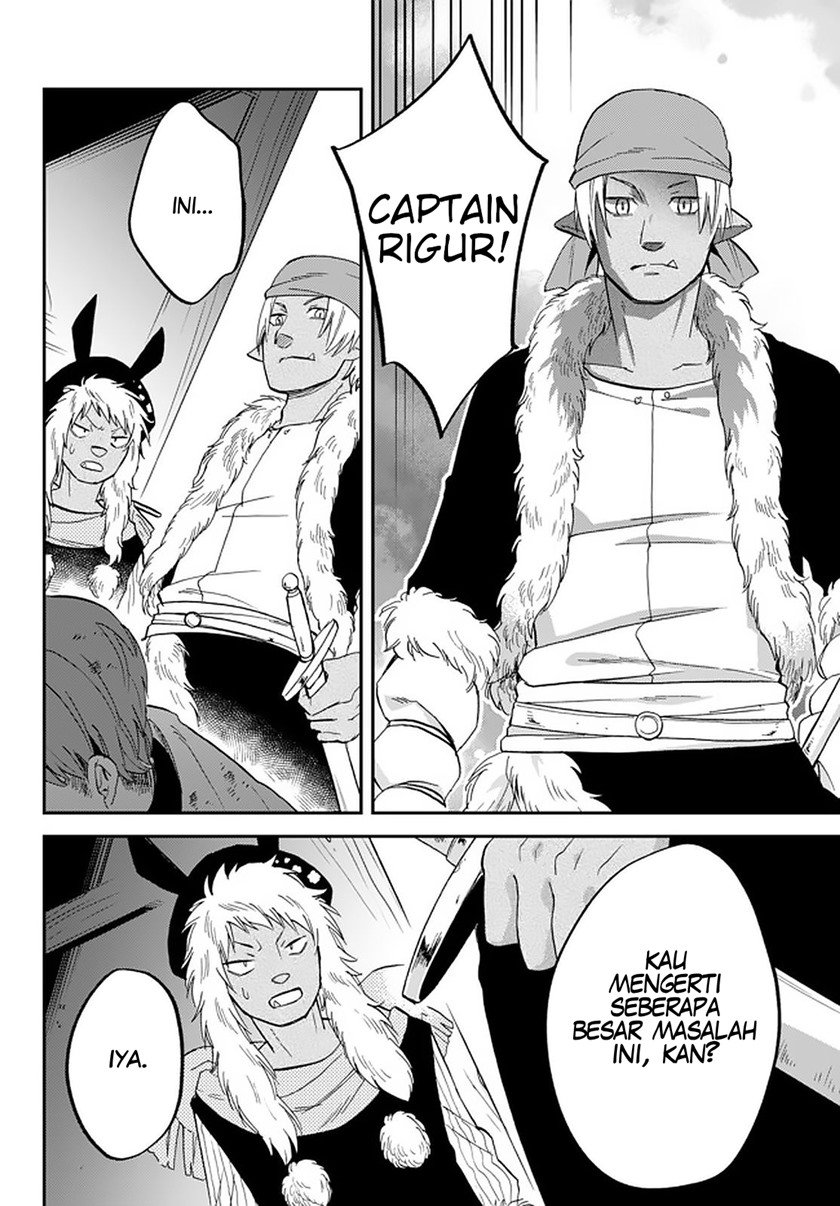 CAPTAIN
RIGUR!
INI...
KAU
MENGERTI
SEBERAPA
BESAR MASALAH
INI, KAN?
IYA.